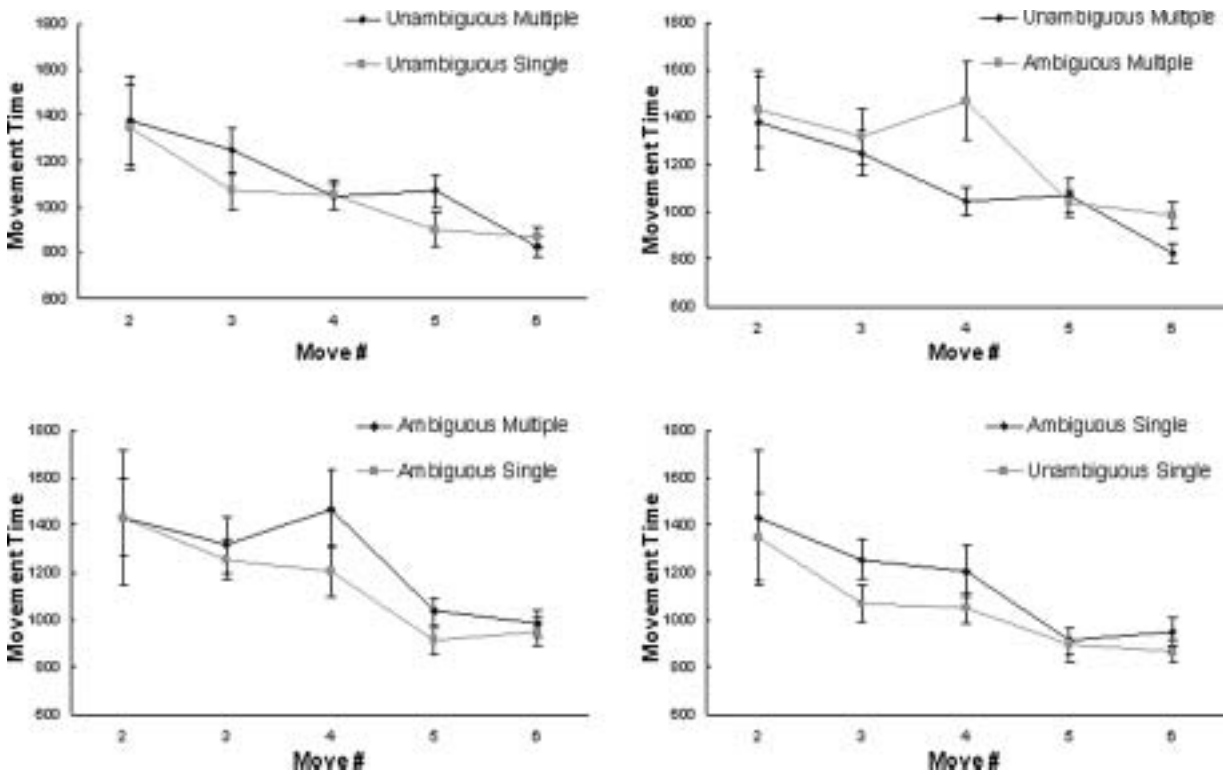 Unambiguous Multiple
Unambiguous Single
1800
1600
1400
1200
1000
800
600
Movement Time
2 3 4 5 6
Move #
Unambiguous Multiple
Ambiguous Multiple
1800
1600
1400
1200
1000
800
600
Movement Time
2 3 4 5 6
Move #
Ambiguous Multiple
Ambiguous Single
1800
1600
1400
1200
1000
800
600
Movement Time
2 3 4 5 6
Move #
Ambiguous Single
Unambiguous Single
1800
1600
1400
1200
1000
800
600
Movement Time
2 3 4 5 6
Move #